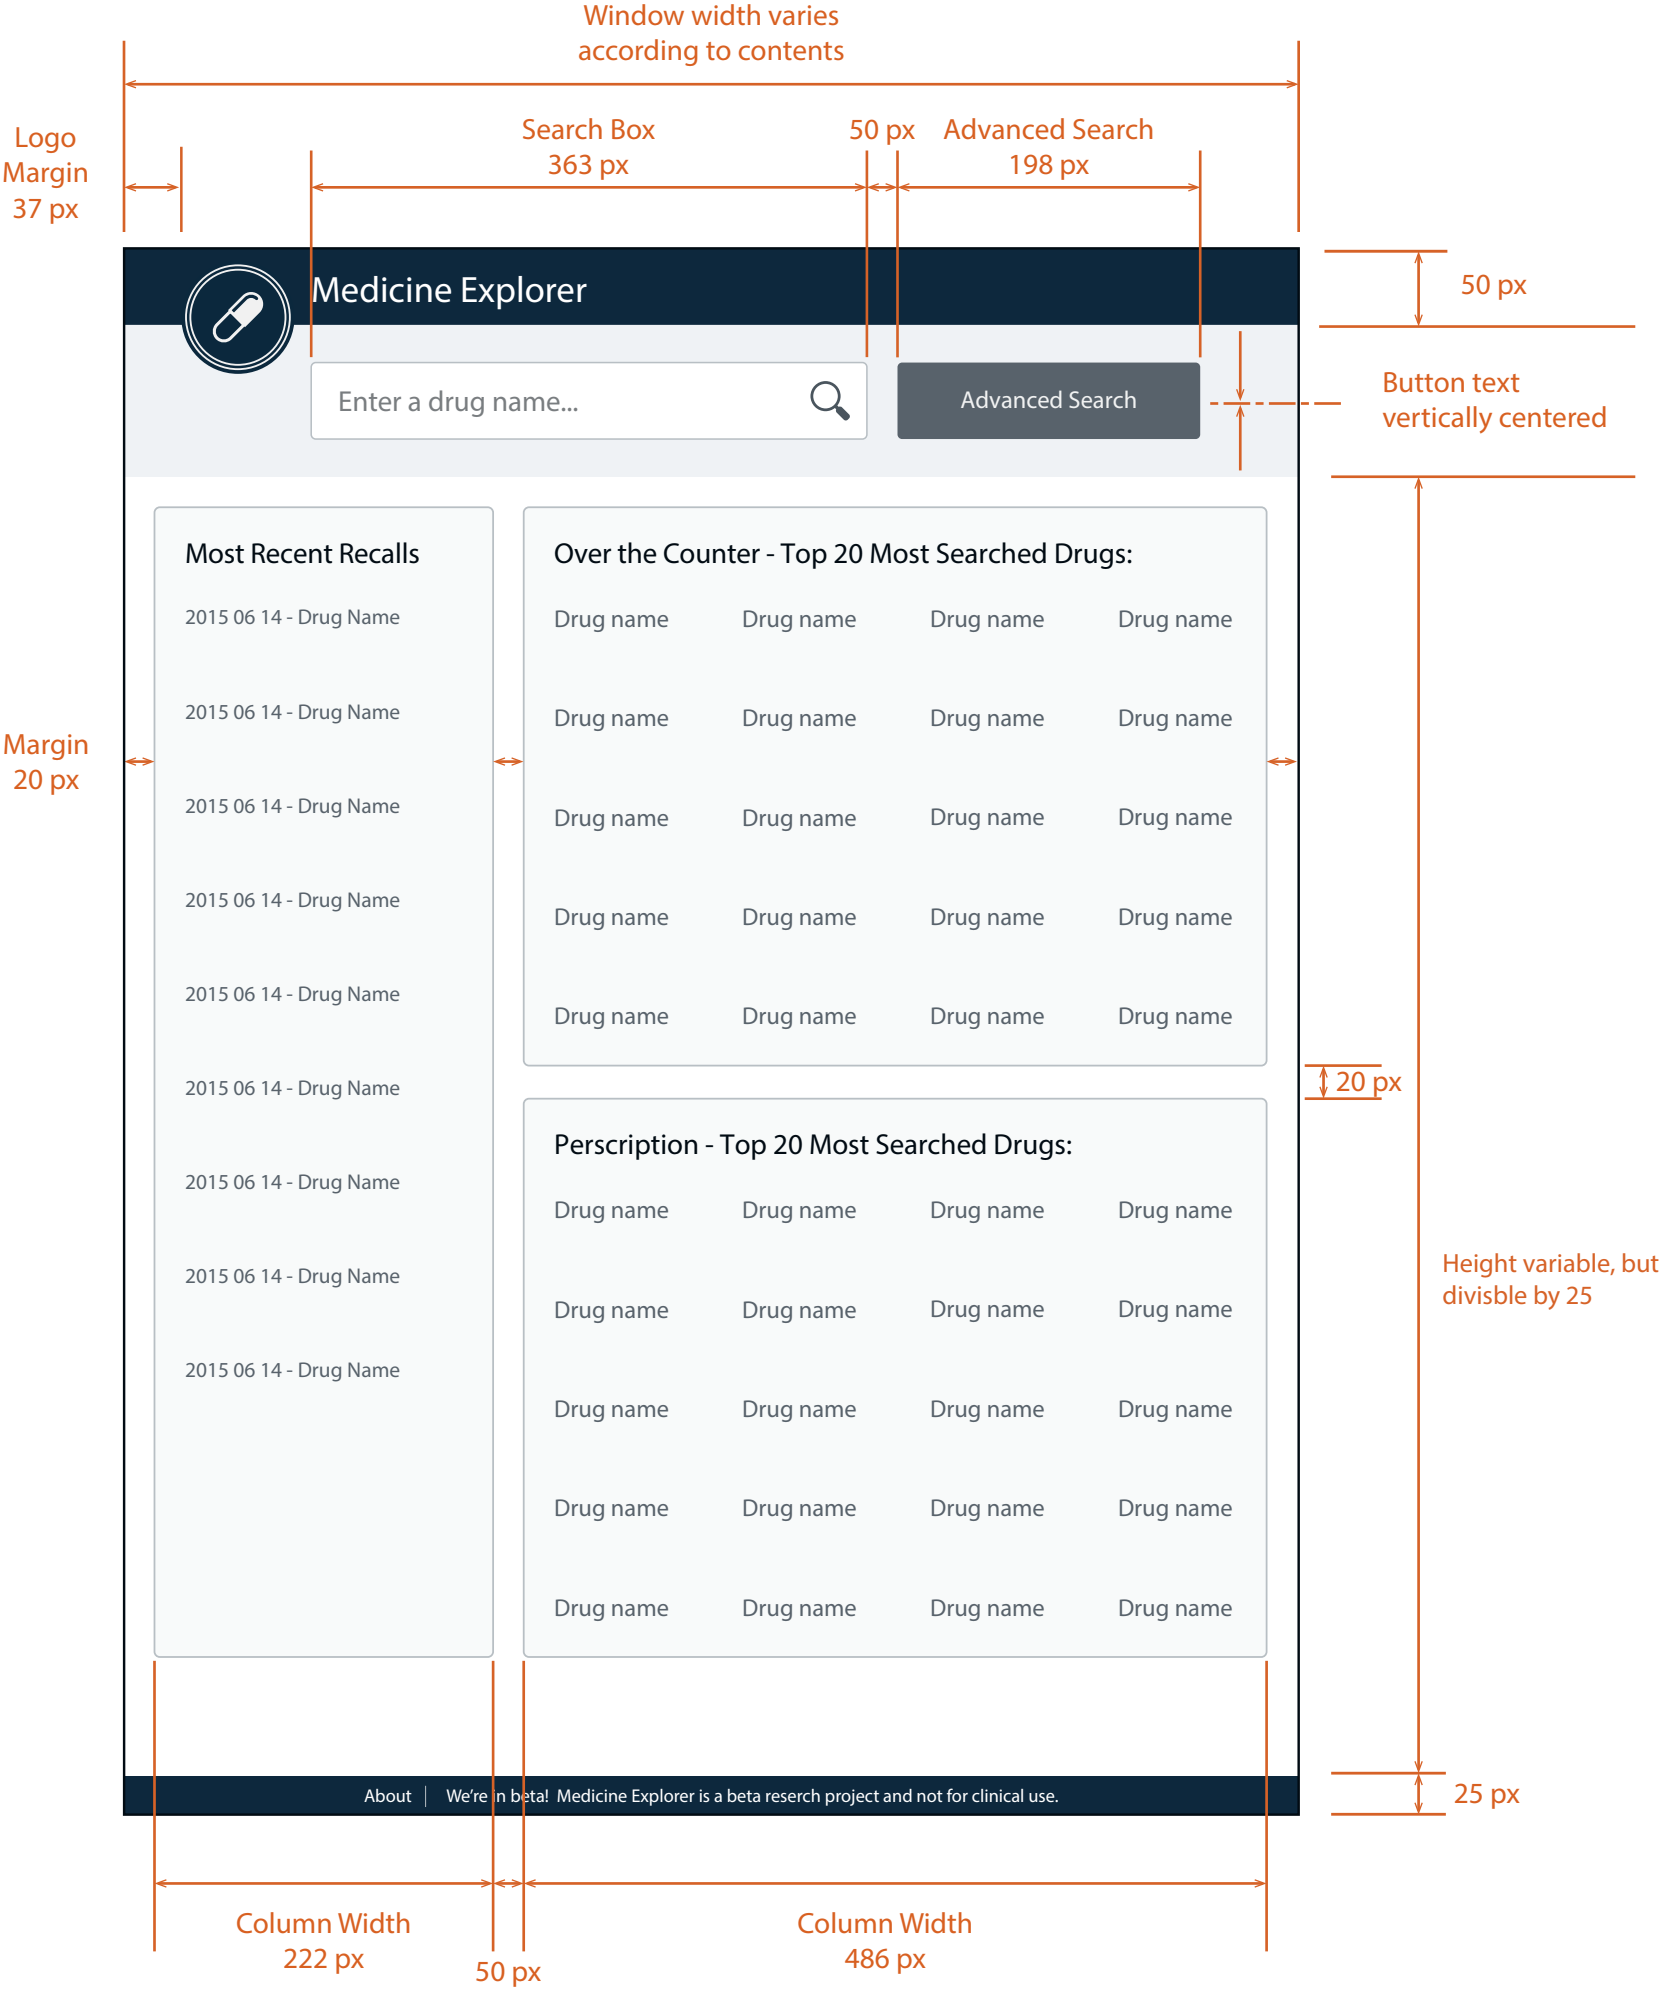 Window width varies
according to contents
Logo
Margin
37 px
Search Box
363 px
50 px
Advanced Search
198 px
Medicine Explorer
50 px
Enter a drug name...
Advanced Search
Button text
vertically centered
Most Recent Recalls
2015 06 14 - Drug Name
2015 06 14 - Drug Name
2015 06 14 - Drug Name
2015 06 14 - Drug Name
2015 06 14 - Drug Name
2015 06 14 - Drug Name
2015 06 14 - Drug Name
2015 06 14 - Drug Name
2015 06 14 - Drug Name
Margin
20 px
Over the Counter - Top 20 Most Searched Drugs:
Drug name Drug name Drug name Drug name
Drug name Drug name Drug name Drug name
Drug name Drug name Drug name Drug name
Drug name Drug name Drug name Drug name
Drug name Drug name Drug name Drug name
20 px
Perscription - Top 20 Most Searched Drugs:
Drug name Drug name Drug name Drug name
Drug name Drug name Drug name Drug name
Drug name Drug name Drug name Drug name
Drug name Drug name Drug name Drug name
Drug name Drug name Drug name Drug name
Height variable, but
divisble by 25
About | We're in beta! Medicine Explorer is a beta reserch project and not for clinical use.
25 px
Column Width
222 px
50 px
Column Width
486 px